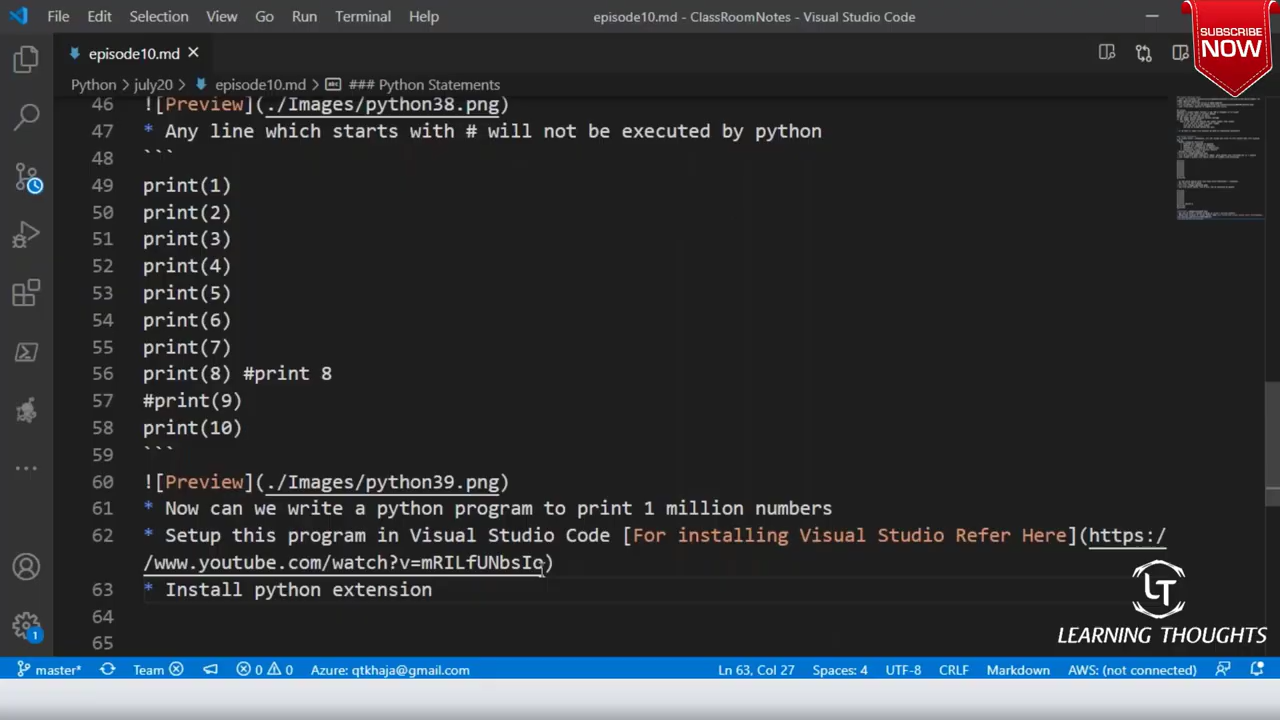 File Edit Selection View Go Run Terminal Help episode10.md - ClassRoomNotes - Visual Studio Code
SUBSCRIBE
NOW
episode10.md
Python > july20 > episode10.md > ### Python Statements
46 ![Preview](./Images/python38.png)
47 * Any line which starts with # will not be executed by python
48 ```
49 print(1)
50 print(2)
51 print(3)
52 print(4)
53 print(5)
54 print(6)
55 print(7)
56 print(8) #print 8
57 #print(9)
58 print(10)
59 ```
60 ![Preview](./Images/python39.png)
61 * Now can we write a python program to print 1 million numbers
62 * Setup this program in Visual Studio Code [For installing Visual Studio Refer Here](https:/
/www.youtube.com/watch?v=mRILfUNbsIc)
63 * Install python extension
64
65
LT
LEARNING THOUGHTS
1
master* Team 0 0 Azure: qtkhaja@gmail.com Ln 63, Col 27 Spaces: 4 UTF-8 CRLF Markdown AWS: (not connected)